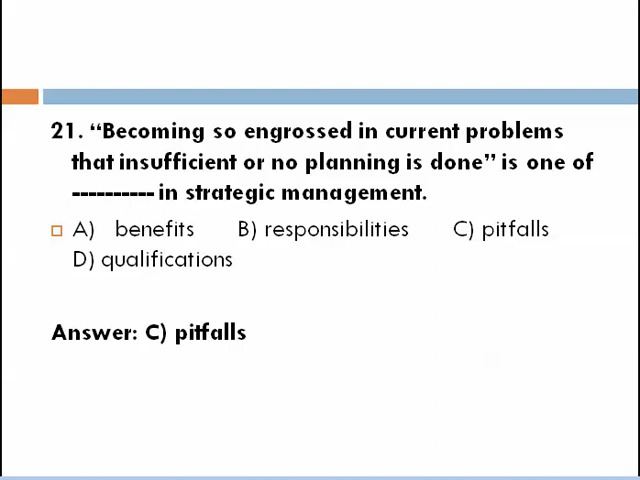 21. “Becoming so engrossed in current problems
that insufficient or no planning is done” is one of
---------- in strategic management.
A) benefits B) responsibilities C) pitfalls
D) qualifications
Answer: C) pitfalls